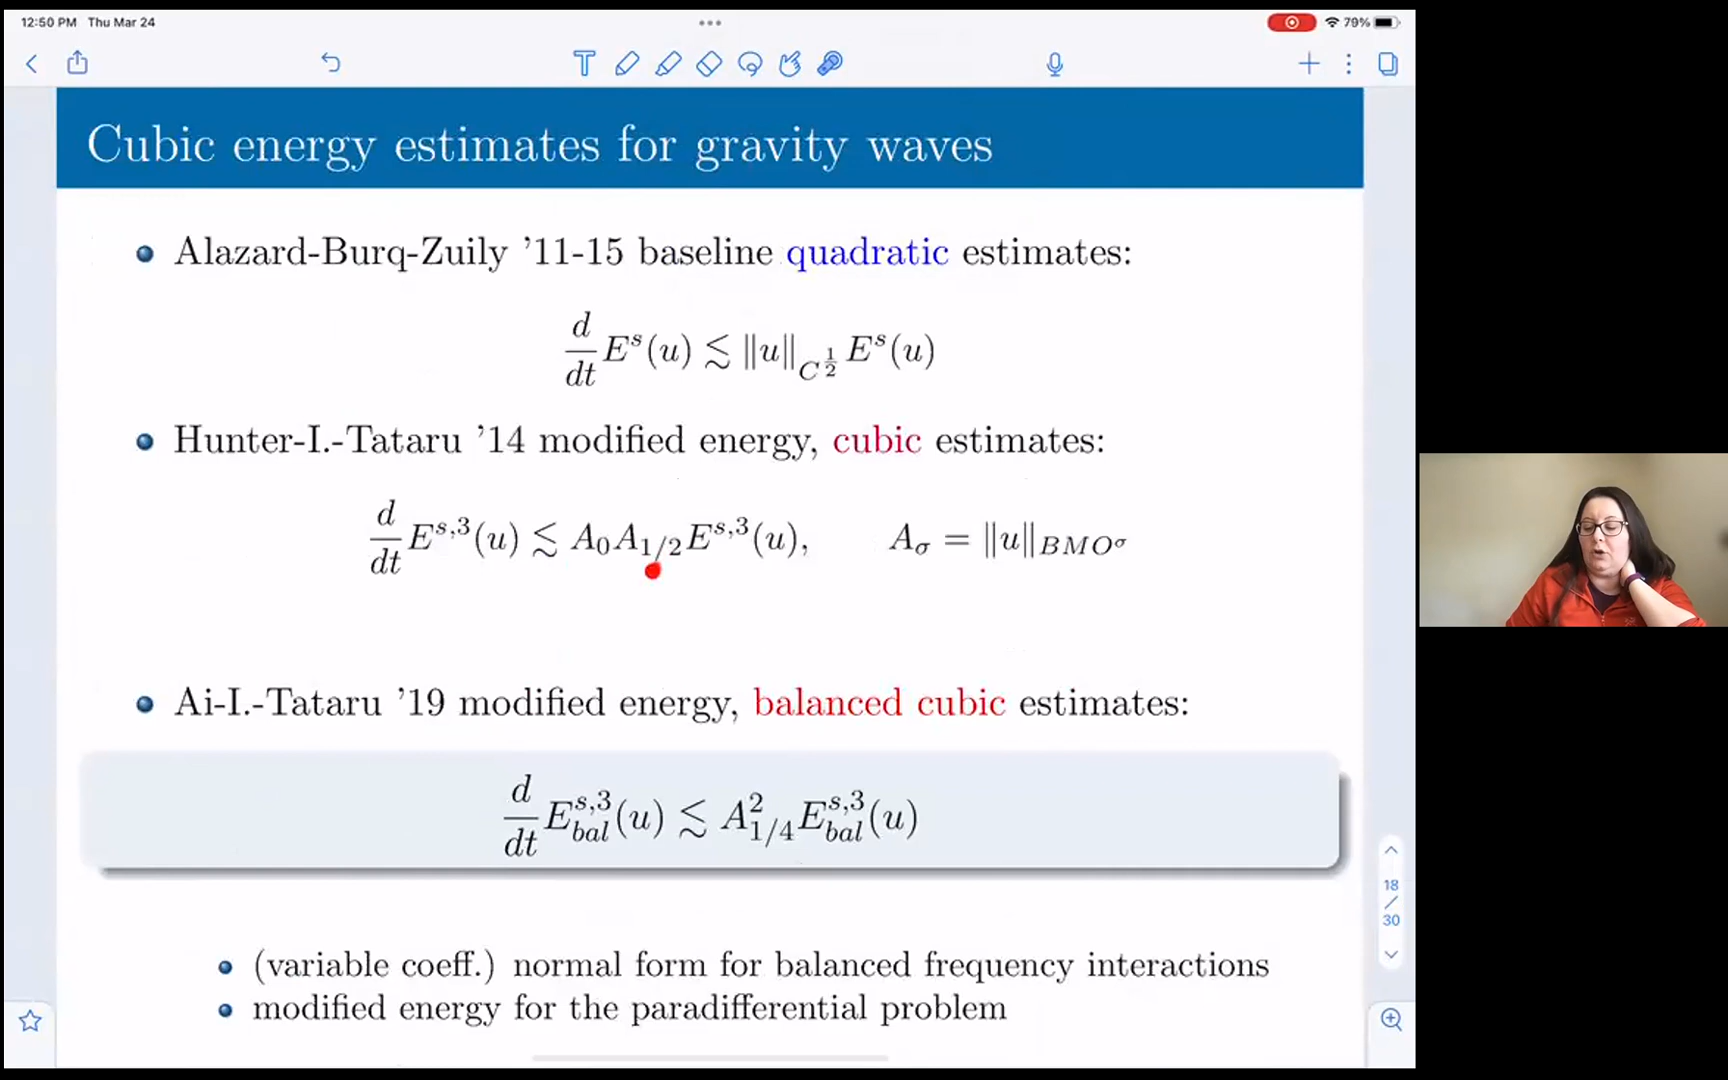 12:50 PM Thu Mar 24
79%
Cubic energy estimates for gravity waves
Alazard-Burq-Zuily ’11-15 baseline quadratic estimates:
d/dt E^s(u) ≲ ‖u‖_{C^{1/2}} E^s(u)
Hunter-I.-Tataru ’14 modified energy, cubic estimates:
d/dt E^{s,3}(u) ≲ A_0 A_{1/2} E^{s,3}(u), A_σ = ‖u‖_{BMO^σ}
Ai-I.-Tataru ’19 modified energy, balanced cubic estimates:
d/dt E^{s,3}_{bal}(u) ≲ A^2_{1/4} E^{s,3}_{bal}(u)
(variable coeff.) normal form for balanced frequency interactions
modified energy for the paradifferential problem
18
/
30